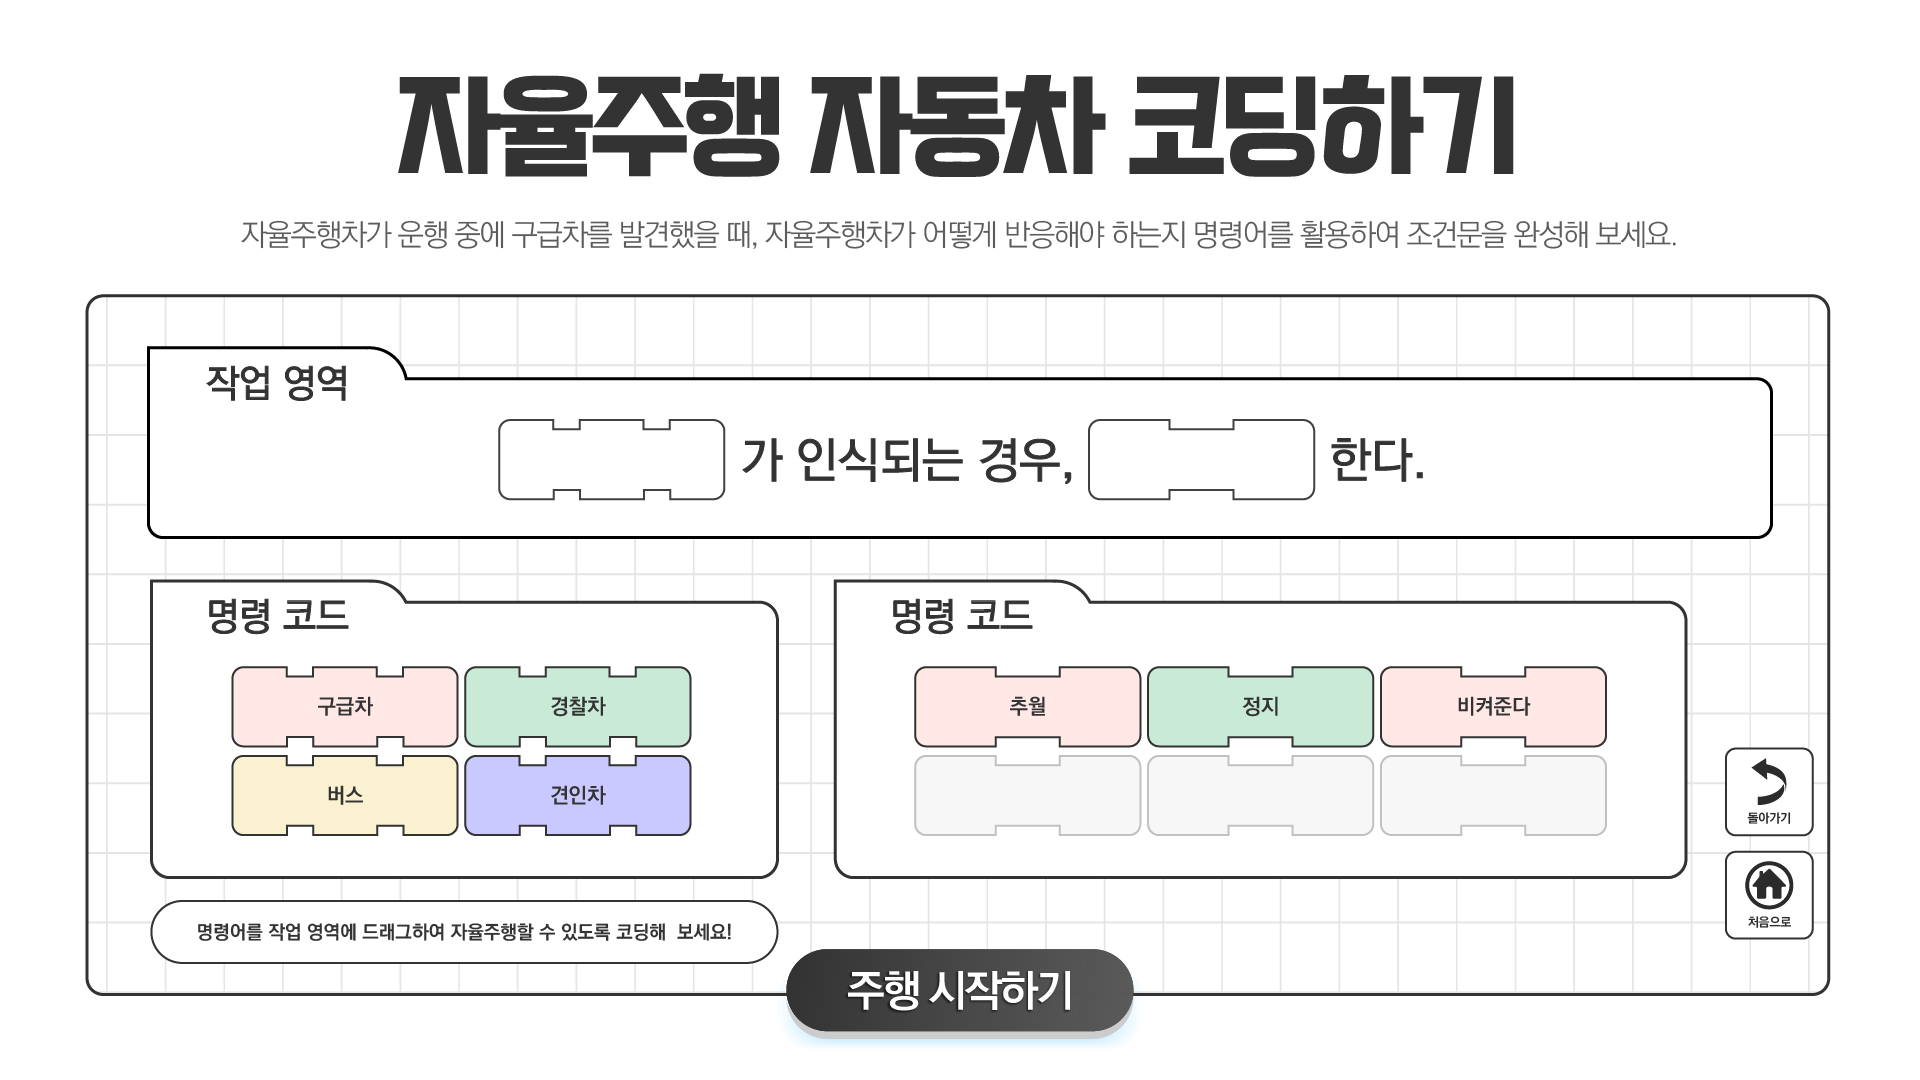 자율주행 자동차 코딩하기
자율주행차가 운행 중에 구급차를 발견했을 때, 자율주행차가 어떻게 반응해야 하는지 명령어를 활용하여 조건문을 완성해 보세요.
작업 영역
가 인식되는 경우, 한다.
명령 코드
구급차 경찰차
버스 견인차
명령 코드
추월 정지 비켜준다
돌아가기
처음으로
명령어를 작업 영역에 드래그하여 자율주행할 수 있도록 코딩해 보세요!
주행 시작하기